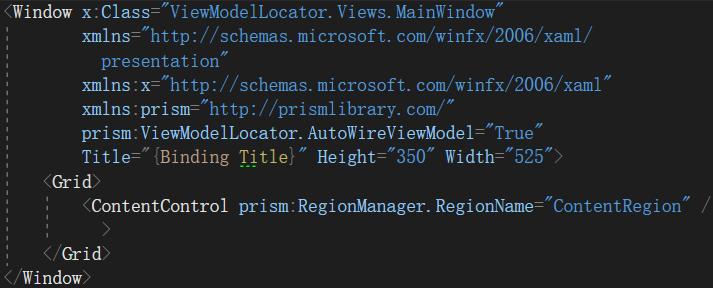 <Window x:Class="ViewModelLocator.Views.MainWindow"
xmlns="http://schemas.microsoft.com/winfx/2006/xaml/
presentation"
xmlns:x="http://schemas.microsoft.com/winfx/2006/xaml"
xmlns:prism="http://prismlibrary.com/"
prism:ViewModelLocator.AutoWireViewModel="True"
Title="{Binding Title}" Height="350" Width="525">
<Grid>
<ContentControl prism:RegionManager.RegionName="ContentRegion" /
>
</Grid>
</Window>